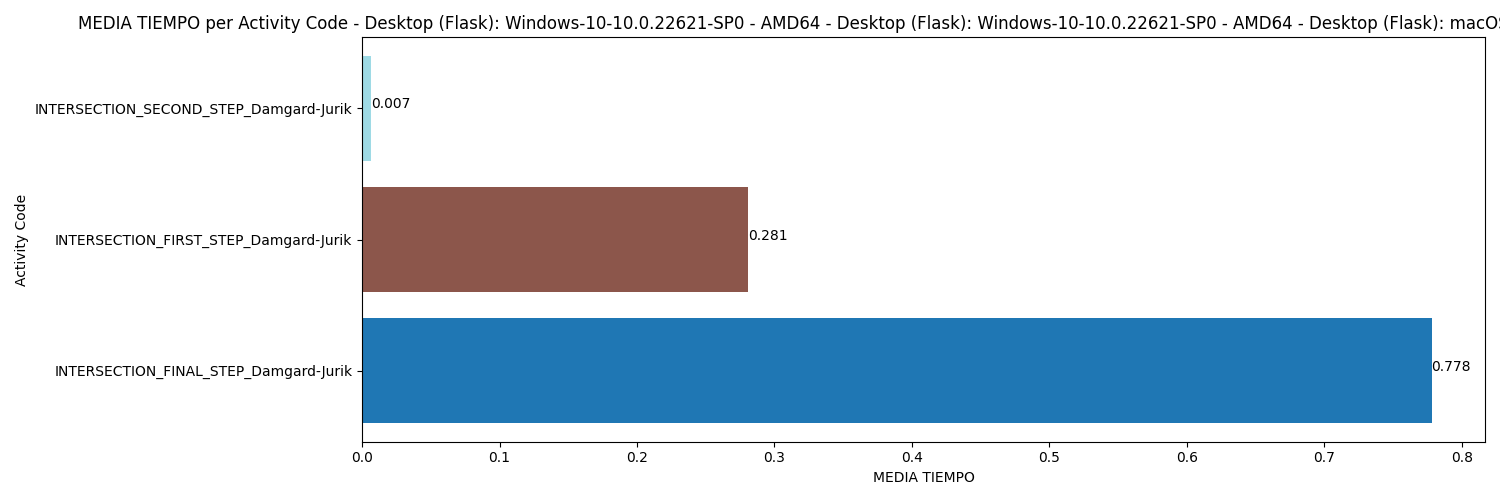 MEDIA TIEMPO per Activity Code - Desktop (Flask): Windows-10-10.0.22621-SP0 - AMD64 - Desktop (Flask): Windows-10-10.0.22621-SP0 - AMD64 - Desktop (Flask): macOS
INTERSECTION_SECOND_STEP_Damgard-Jurik
0.007
INTERSECTION_FIRST_STEP_Damgard-Jurik
0.281
INTERSECTION_FINAL_STEP_Damgard-Jurik
0.778
Activity Code
0.0 0.1 0.2 0.3 0.4 0.5 0.6 0.7 0.8
MEDIA TIEMPO